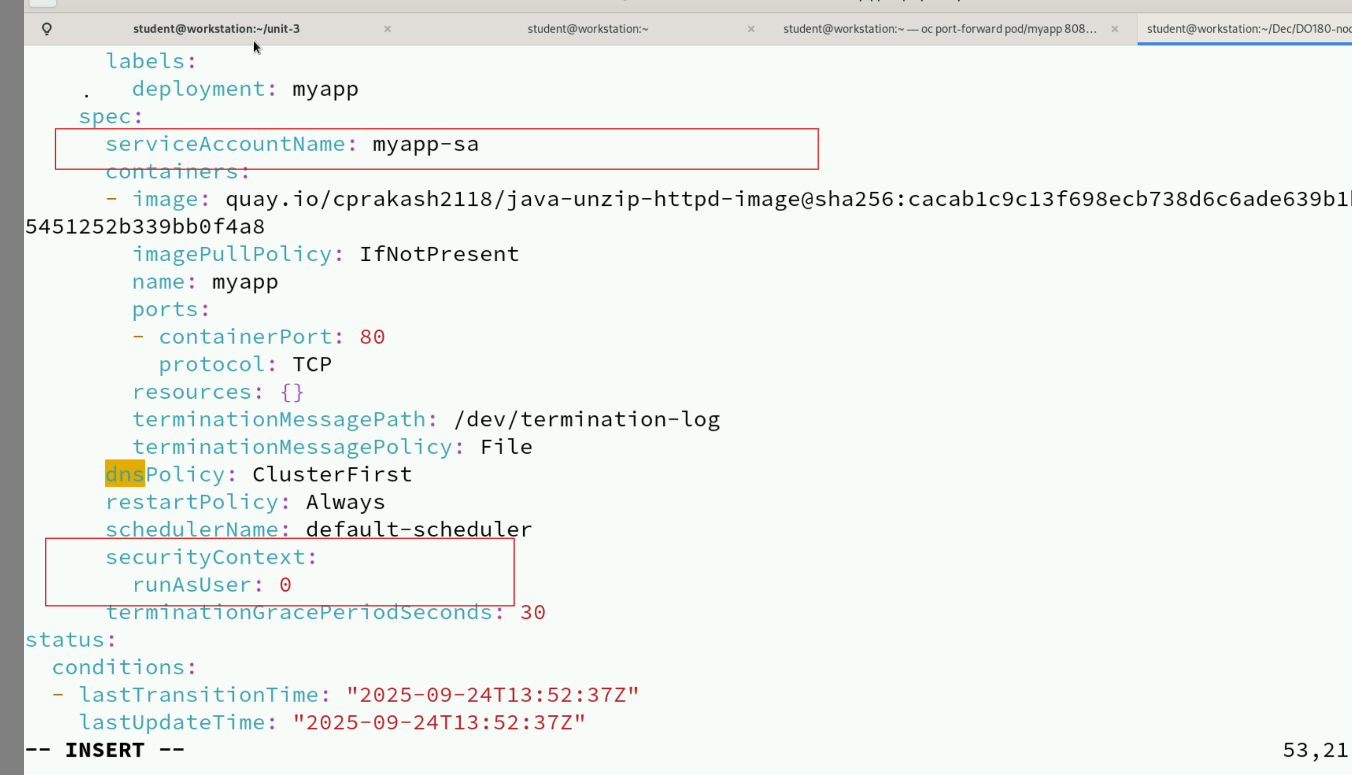 student@workstation:~/unit-3 × student@workstation:~ × student@workstation:~ — oc port-forward pod/myapp 808... × student@workstation:~/Dec/DO180-noo
labels:
. deployment: myapp
spec:
serviceAccountName: myapp-sa
containers:
- image: quay.io/cprakash2118/java-unzip-httpd-image@sha256:cacab1c9c13f698ecb738d6c6ade639b1
5451252b339bb0f4a8
imagePullPolicy: IfNotPresent
name: myapp
ports:
- containerPort: 80
protocol: TCP
resources: {}
terminationMessagePath: /dev/termination-log
terminationMessagePolicy: File
dnsPolicy: ClusterFirst
restartPolicy: Always
schedulerName: default-scheduler
securityContext:
runAsUser: 0
terminationGracePeriodSeconds: 30
status:
conditions:
- lastTransitionTime: "2025-09-24T13:52:37Z"
lastUpdateTime: "2025-09-24T13:52:37Z"
-- INSERT -- 53,21